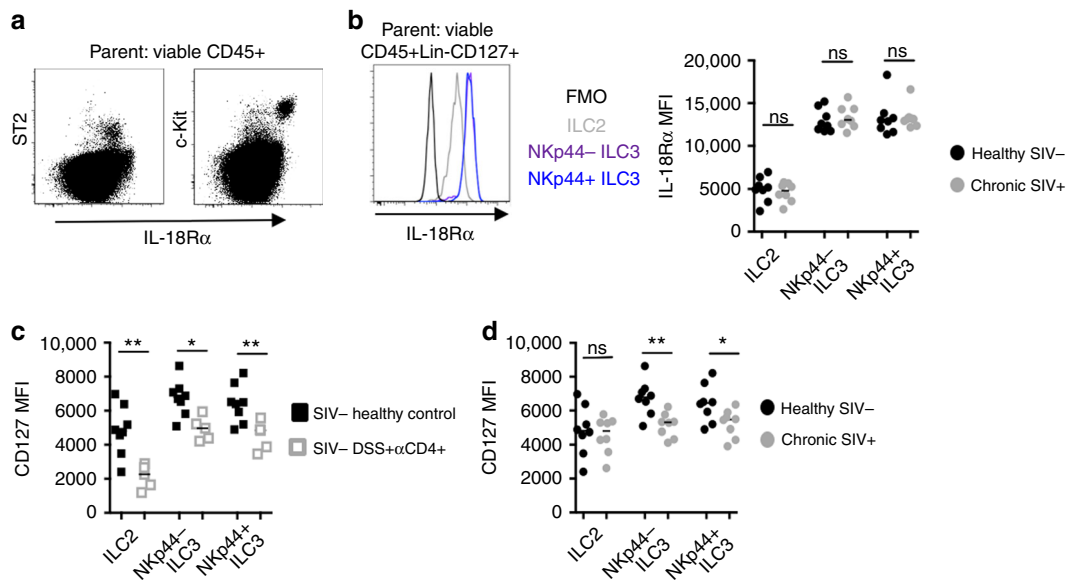 a
Parent: viable CD45+
ST2
c-Kit
IL-18Rα
b
Parent: viable
CD45+Lin-CD127+
IL-18Rα
FMO
ILC2
NKp44– ILC3
NKp44+ ILC3
IL-18Rα MFI
20,000
15,000
10,000
5000
0
ns
ns
ns
ILC2
NKp44–
ILC3
NKp44+
ILC3
Healthy SIV–
Chronic SIV+
c
CD127 MFI
10,000
8000
6000
4000
2000
0
**
*
**
ILC2
NKp44–
ILC3
NKp44+
ILC3
SIV– healthy control
SIV– DSS+αCD4+
d
CD127 MFI
10,000
8000
6000
4000
2000
0
ns
**
*
ILC2
NKp44–
ILC3
NKp44+
ILC3
Healthy SIV–
Chronic SIV+